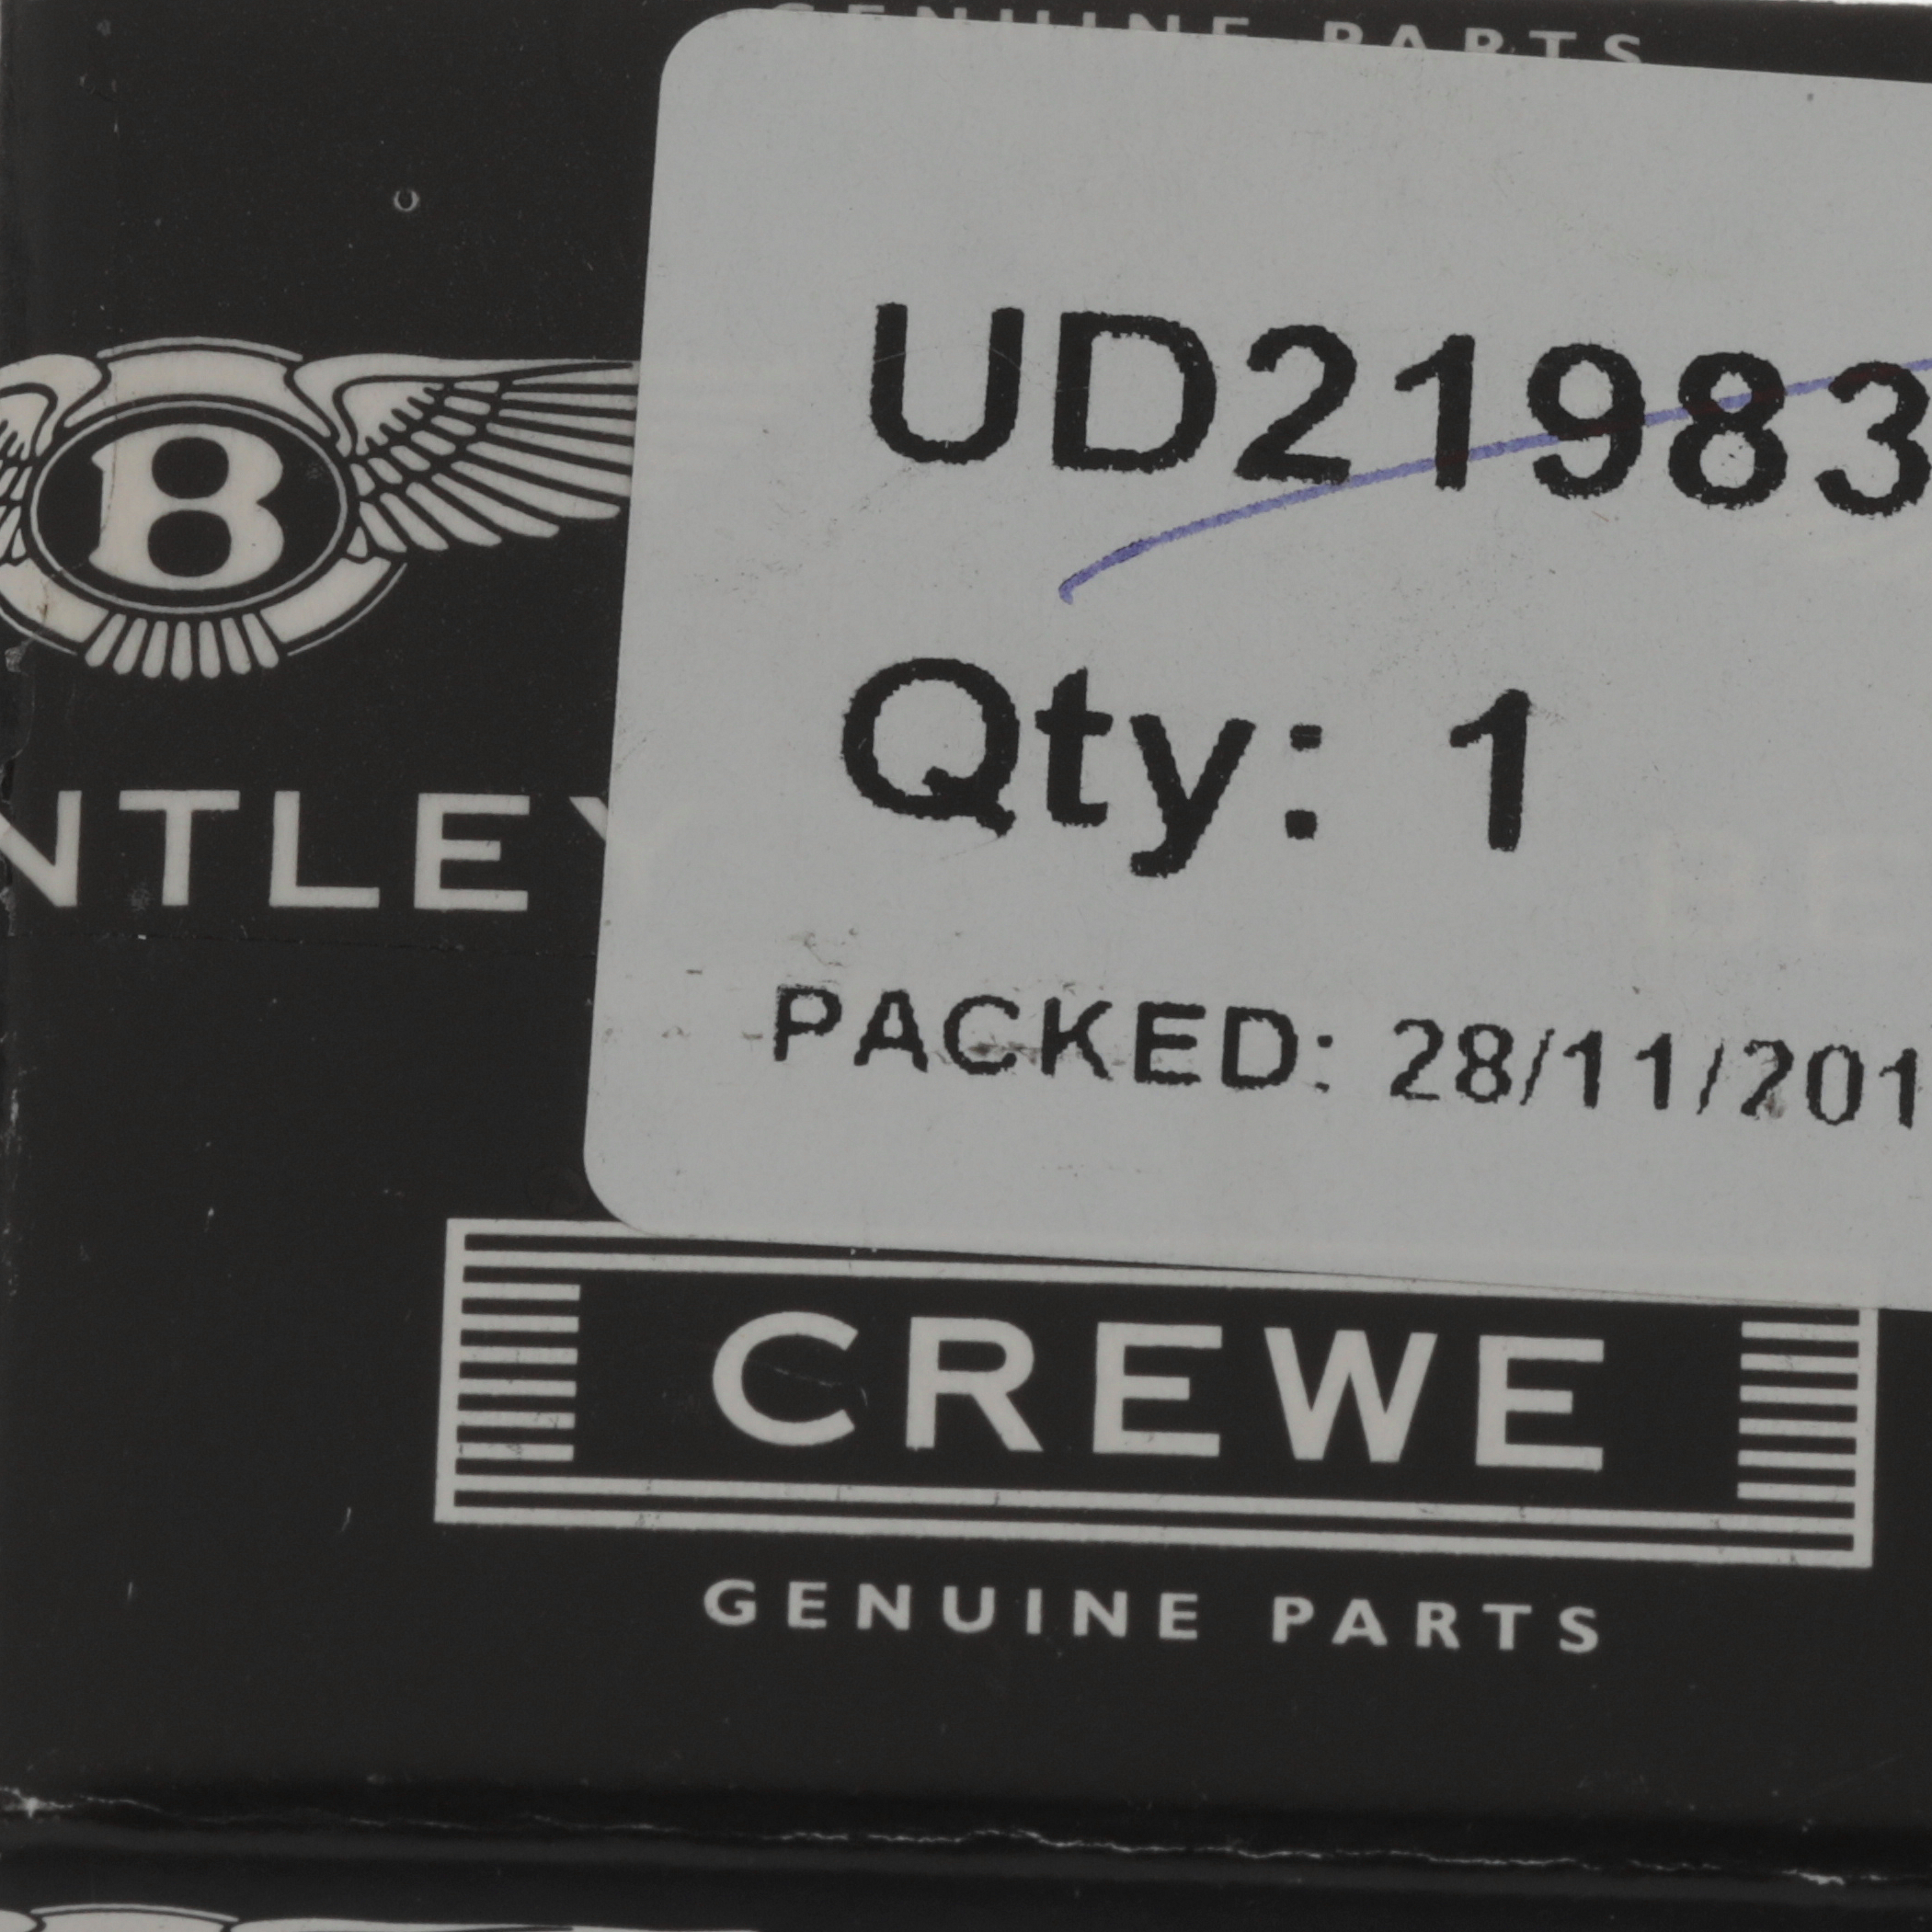 GENUINE PARTS
B
NTLEY
UD21983
Qty: 1
PACKED: 28/11/201
CREWE
GENUINE PARTS